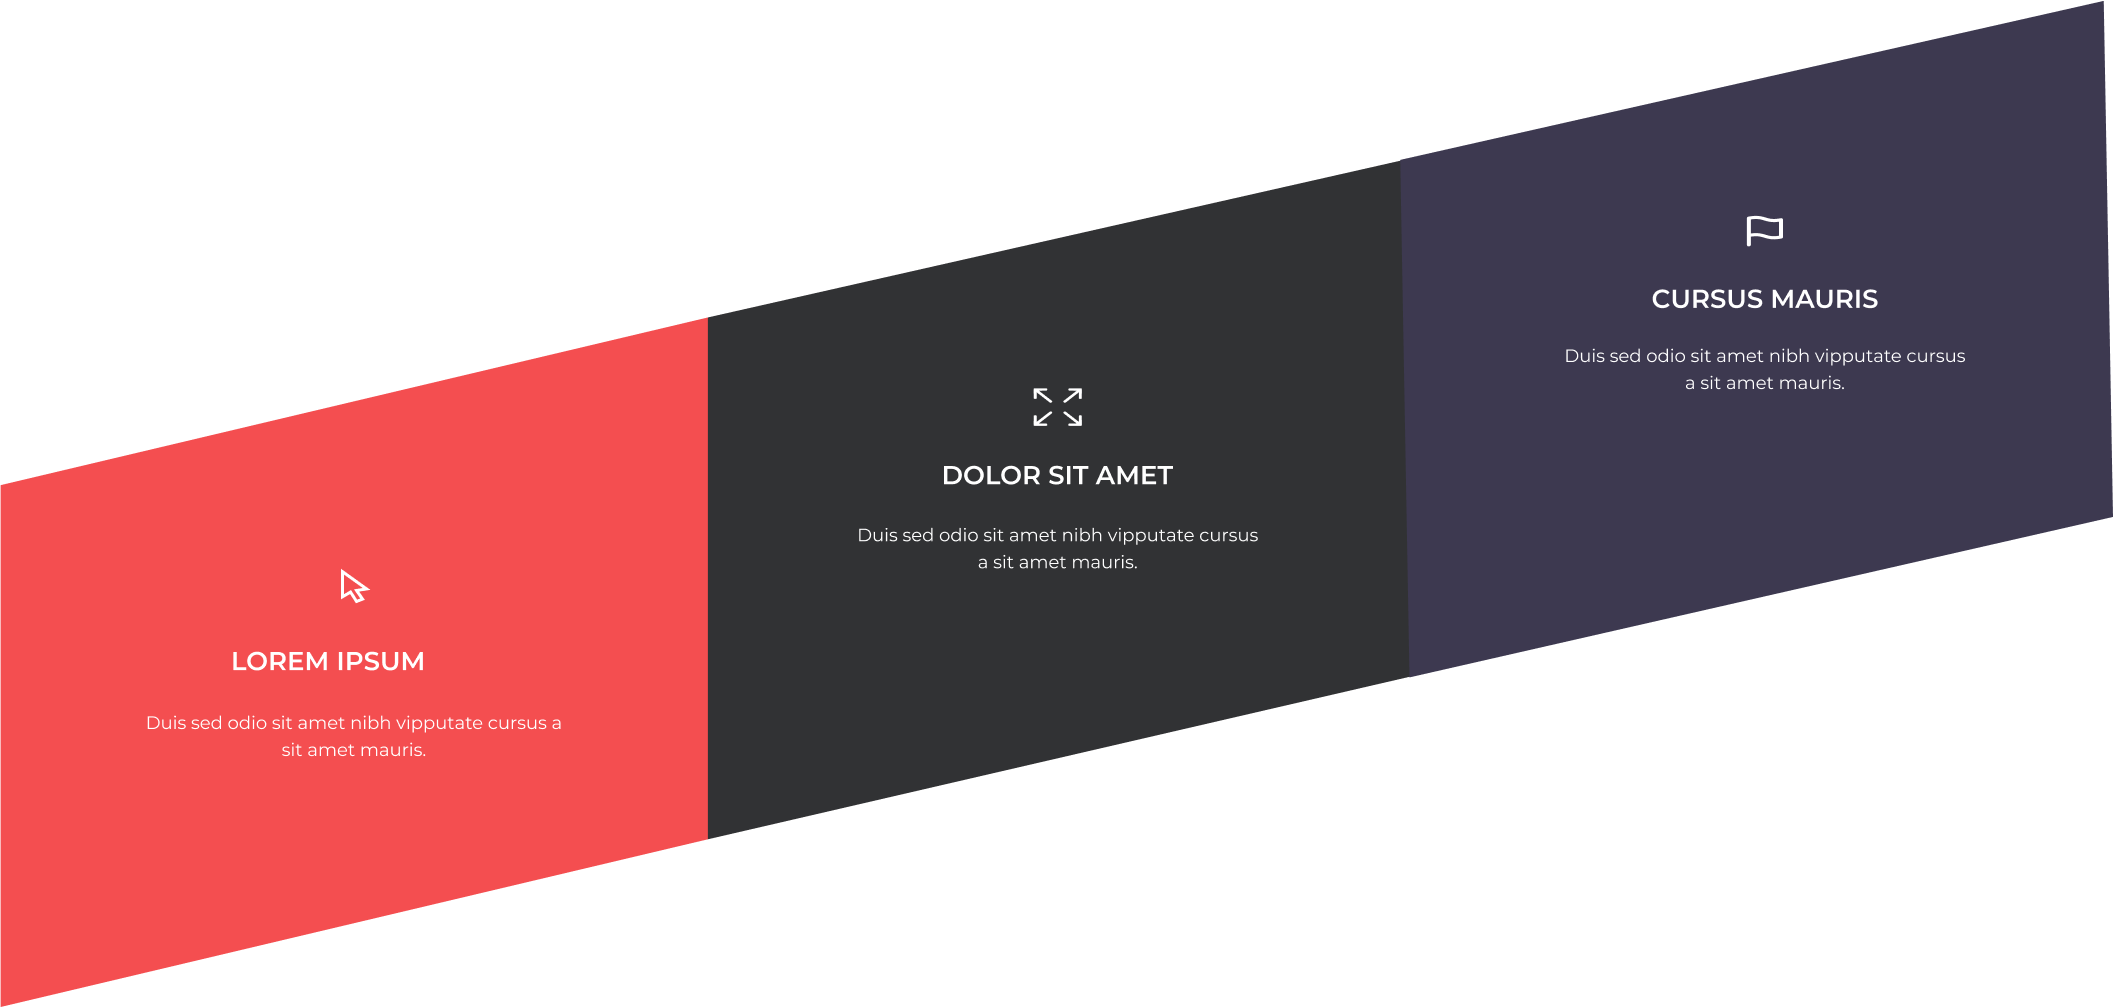 LOREM IPSUM
Duis sed odio sit amet nibh vipputate cursus a
sit amet mauris.
DOLOR SIT AMET
Duis sed odio sit amet nibh vipputate cursus
a sit amet mauris.
CURSUS MAURIS
Duis sed odio sit amet nibh vipputate cursus
a sit amet mauris.